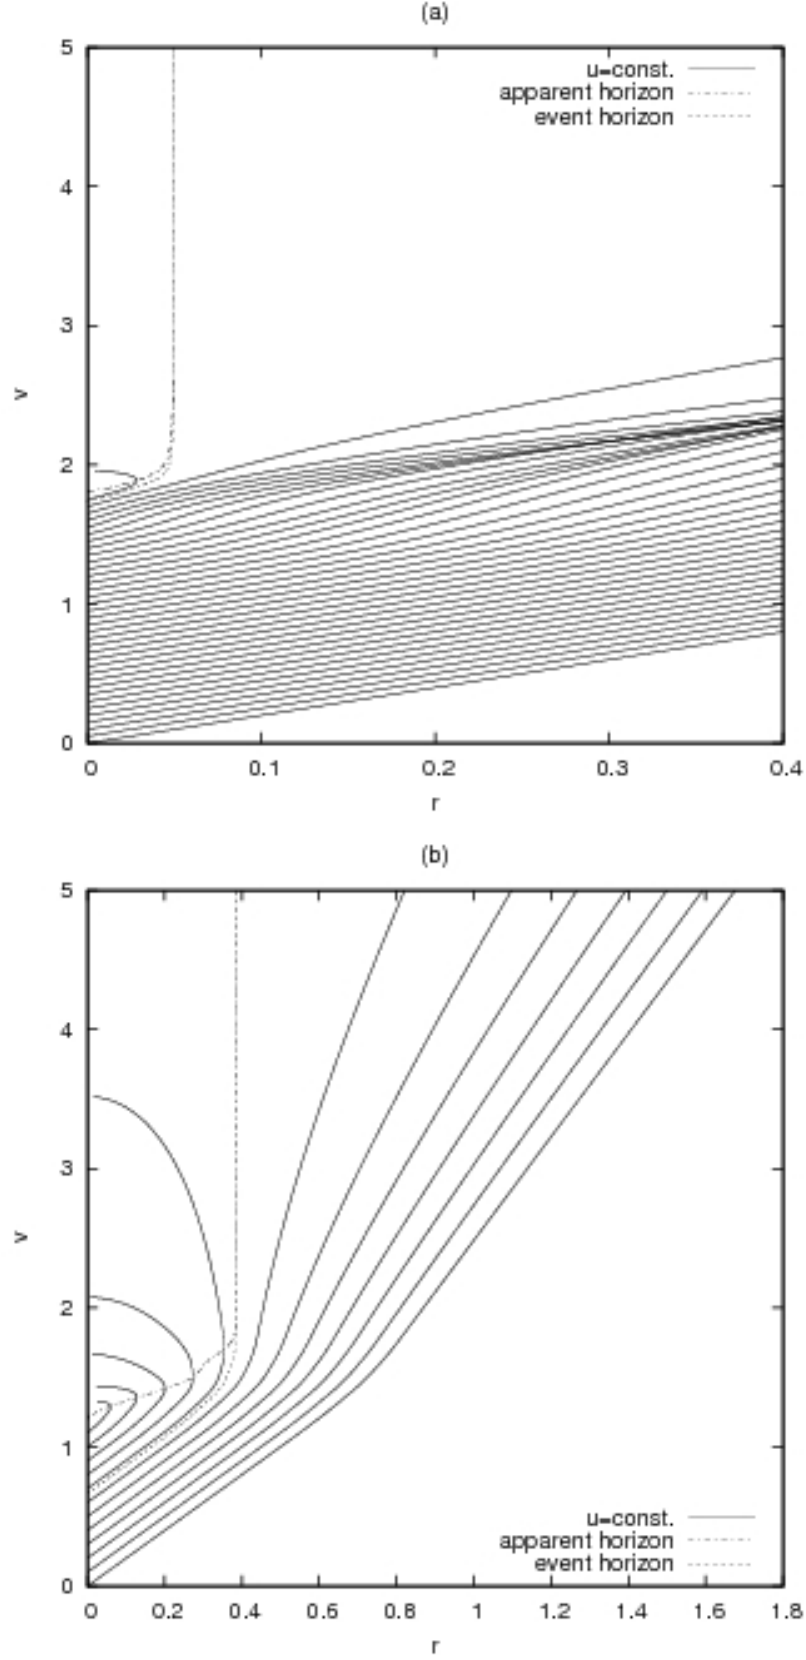 (a)
5
u=const.
apparent horizon
event horizon
4
3
v
2
1
0
0 0.1 0.2 0.3 0.4
r
(b)
5
4
3
v
2
1
u=const.
apparent horizon
event horizon
0
0 0.2 0.4 0.6 0.8 1 1.2 1.4 1.6 1.8
r